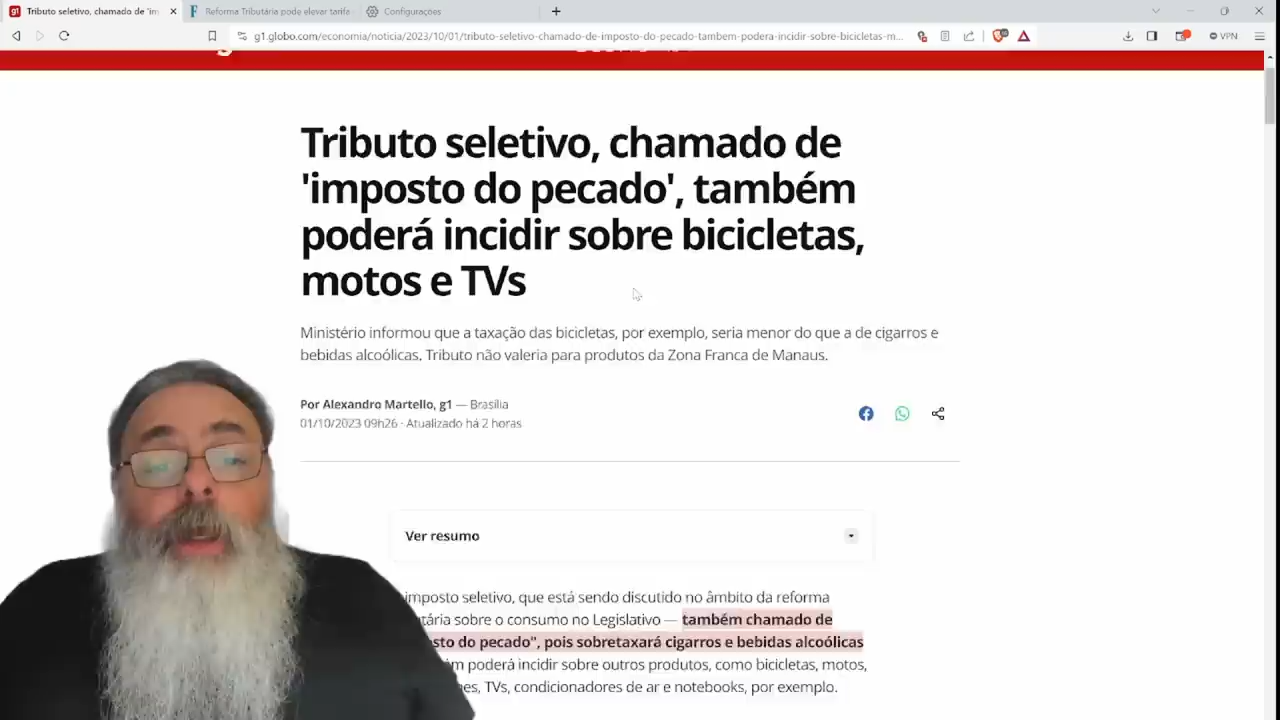 Tributo seletivo, chamado de 'im
Reforma Tributária pode elevar tarifa
Configurações
g1.globo.com/economia/noticia/2023/10/01/tributo-seletivo-chamado-de-imposto-do-pecado-tambem-podera-incidir-sobre-bicicletas-m...
VPN
Tributo seletivo, chamado de
'imposto do pecado', também
poderá incidir sobre bicicletas,
motos e TVs
Ministério informou que a taxação das bicicletas, por exemplo, seria menor do que a de cigarros e
bebidas alcoólicas. Tributo não valeria para produtos da Zona Franca de Manaus.
Por Alexandro Martello, g1 — Brasília
01/10/2023 09h26 · Atualizado há 2 horas
Ver resumo
imposto seletivo, que está sendo discutido no âmbito da reforma
tária sobre o consumo no Legislativo — também chamado de
sto do pecado", pois sobretaxará cigarros e bebidas alcoólicas
ém poderá incidir sobre outros produtos, como bicicletas, motos,
es, TVs, condicionadores de ar e notebooks, por exemplo.